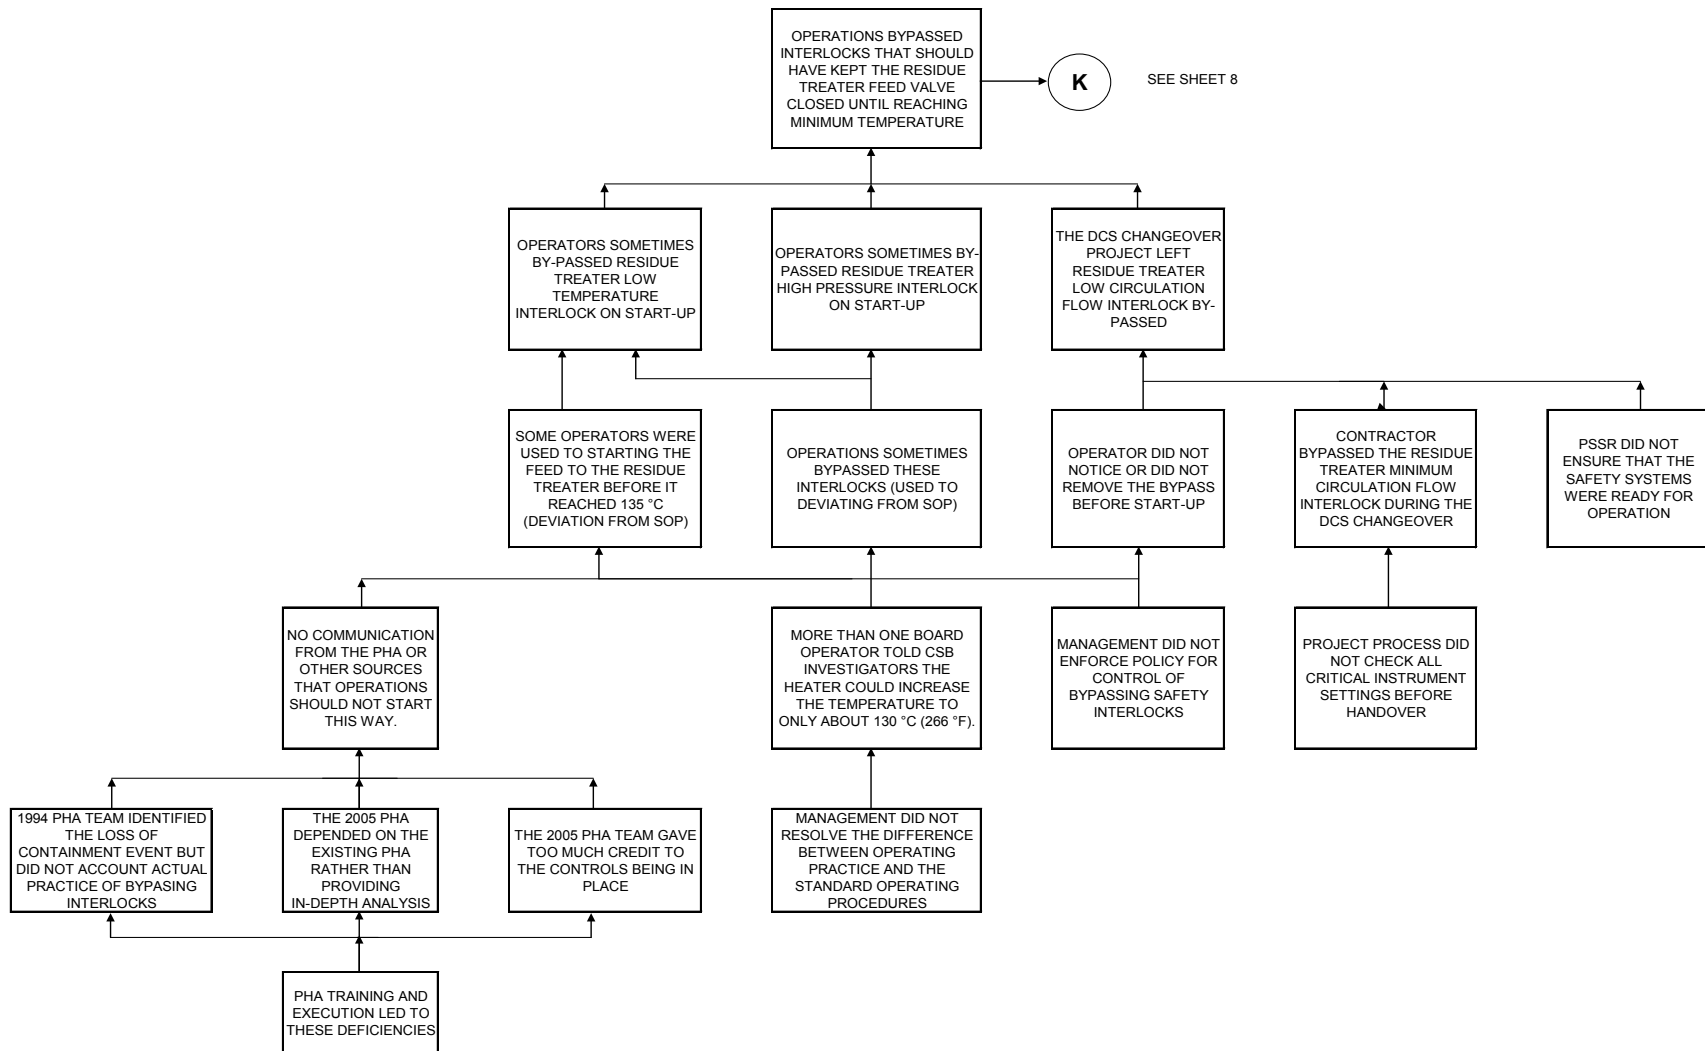 OPERATIONS BYPASSED
INTERLOCKS THAT SHOULD
HAVE KEPT THE RESIDUE
TREATER FEED VALVE
CLOSED UNTIL REACHING
MINIMUM TEMPERATURE
K
SEE SHEET 8
OPERATORS SOMETIMES
BY-PASSED RESIDUE
TREATER LOW
TEMPERATURE
INTERLOCK ON START-UP
OPERATORS SOMETIMES BY-
PASSED RESIDUE TREATER
HIGH PRESSURE INTERLOCK
ON START-UP
THE DCS CHANGEOVER
PROJECT LEFT
RESIDUE TREATER
LOW CIRCULATION
FLOW INTERLOCK BY-
PASSED
SOME OPERATORS WERE
USED TO STARTING THE
FEED TO THE RESIDUE
TREATER BEFORE IT
REACHED 135 °C
(DEVIATION FROM SOP)
OPERATIONS SOMETIMES
BYPASSED THESE
INTERLOCKS (USED TO
DEVIATING FROM SOP)
OPERATOR DID NOT
NOTICE OR DID NOT
REMOVE THE BYPASS
BEFORE START-UP
CONTRACTOR
BYPASSED THE RESIDUE
TREATER MINIMUM
CIRCULATION FLOW
INTERLOCK DURING THE
DCS CHANGEOVER
PSSR DID NOT
ENSURE THAT THE
SAFETY SYSTEMS
WERE READY FOR
OPERATION
NO COMMUNICATION
FROM THE PHA OR
OTHER SOURCES
THAT OPERATIONS
SHOULD NOT START
THIS WAY.
MORE THAN ONE BOARD
OPERATOR TOLD CSB
INVESTIGATORS THE
HEATER COULD INCREASE
THE TEMPERATURE TO
ONLY ABOUT 130 °C (266 °F).
MANAGEMENT DID NOT
ENFORCE POLICY FOR
CONTROL OF
BYPASSING SAFETY
INTERLOCKS
PROJECT PROCESS DID
NOT CHECK ALL
CRITICAL INSTRUMENT
SETTINGS BEFORE
HANDOVER
1994 PHA TEAM IDENTIFIED
THE LOSS OF
CONTAINMENT EVENT BUT
DID NOT ACCOUNT ACTUAL
PRACTICE OF BYPASING
INTERLOCKS
THE 2005 PHA
DEPENDED ON THE
EXISTING PHA
RATHER THAN
PROVIDING
IN-DEPTH ANALYSIS
THE 2005 PHA TEAM GAVE
TOO MUCH CREDIT TO
THE CONTROLS BEING IN
PLACE
MANAGEMENT DID NOT
RESOLVE THE DIFFERENCE
BETWEEN OPERATING
PRACTICE AND THE
STANDARD OPERATING
PROCEDURES
PHA TRAINING AND
EXECUTION LED TO
THESE DEFICIENCIES